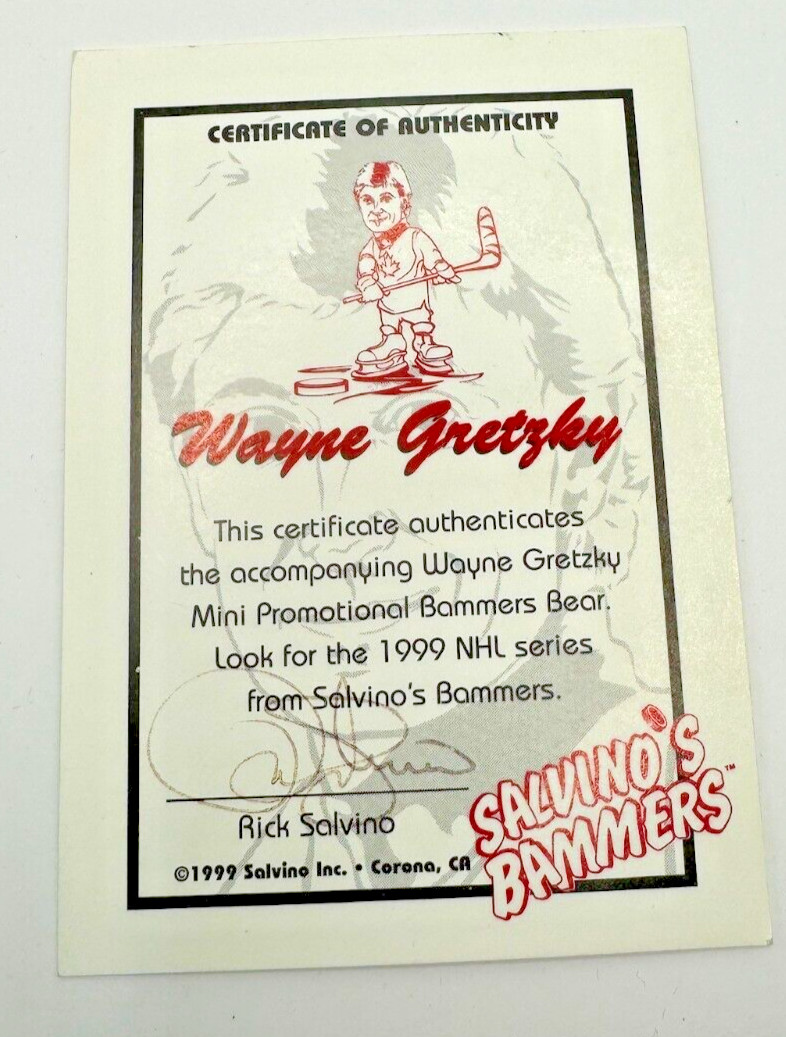 CERTIFICATE OF AUTHENTICITY
Wayne Gretzky
This certificate authenticates
the accompanying Wayne Gretzky
Mini Promotional Bammers Bear.
Look for the 1999 NHL series
from Salvino's Bammers.
Rick Salvino
©1999 Salvino Inc. • Corona, CA
SALVINO'S
BAMMERS™